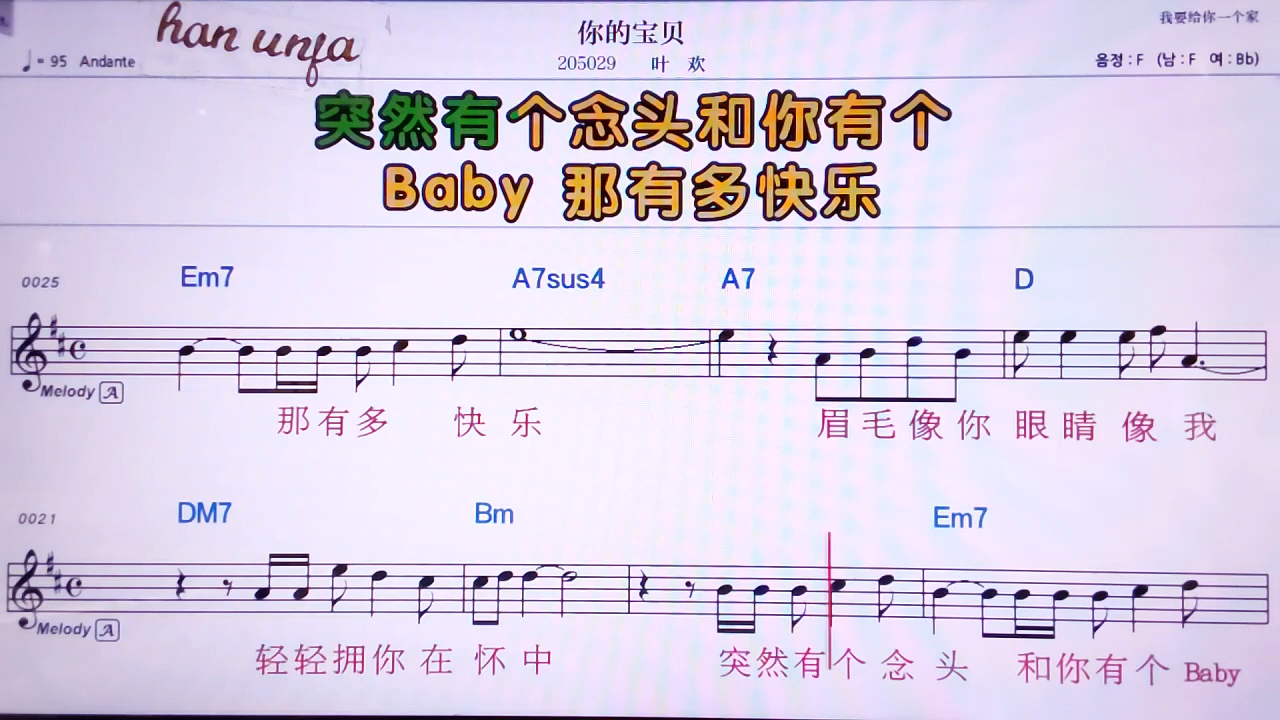 han unfa
你的宝贝
我要给你一个家
♩= 95 Andante
205029 叶 欢
음정 : F (남 : F 여 : Bb)
突然有个念头和你有个
Baby 那有多快乐
0025 Em7 A7sus4 A7 D
Melody A
那有多 快 乐 眉毛像你 眼睛 像 我
0021 DM7 Bm Em7
Melody A
轻轻拥你在怀中 突然有个念头 和你有个 Baby